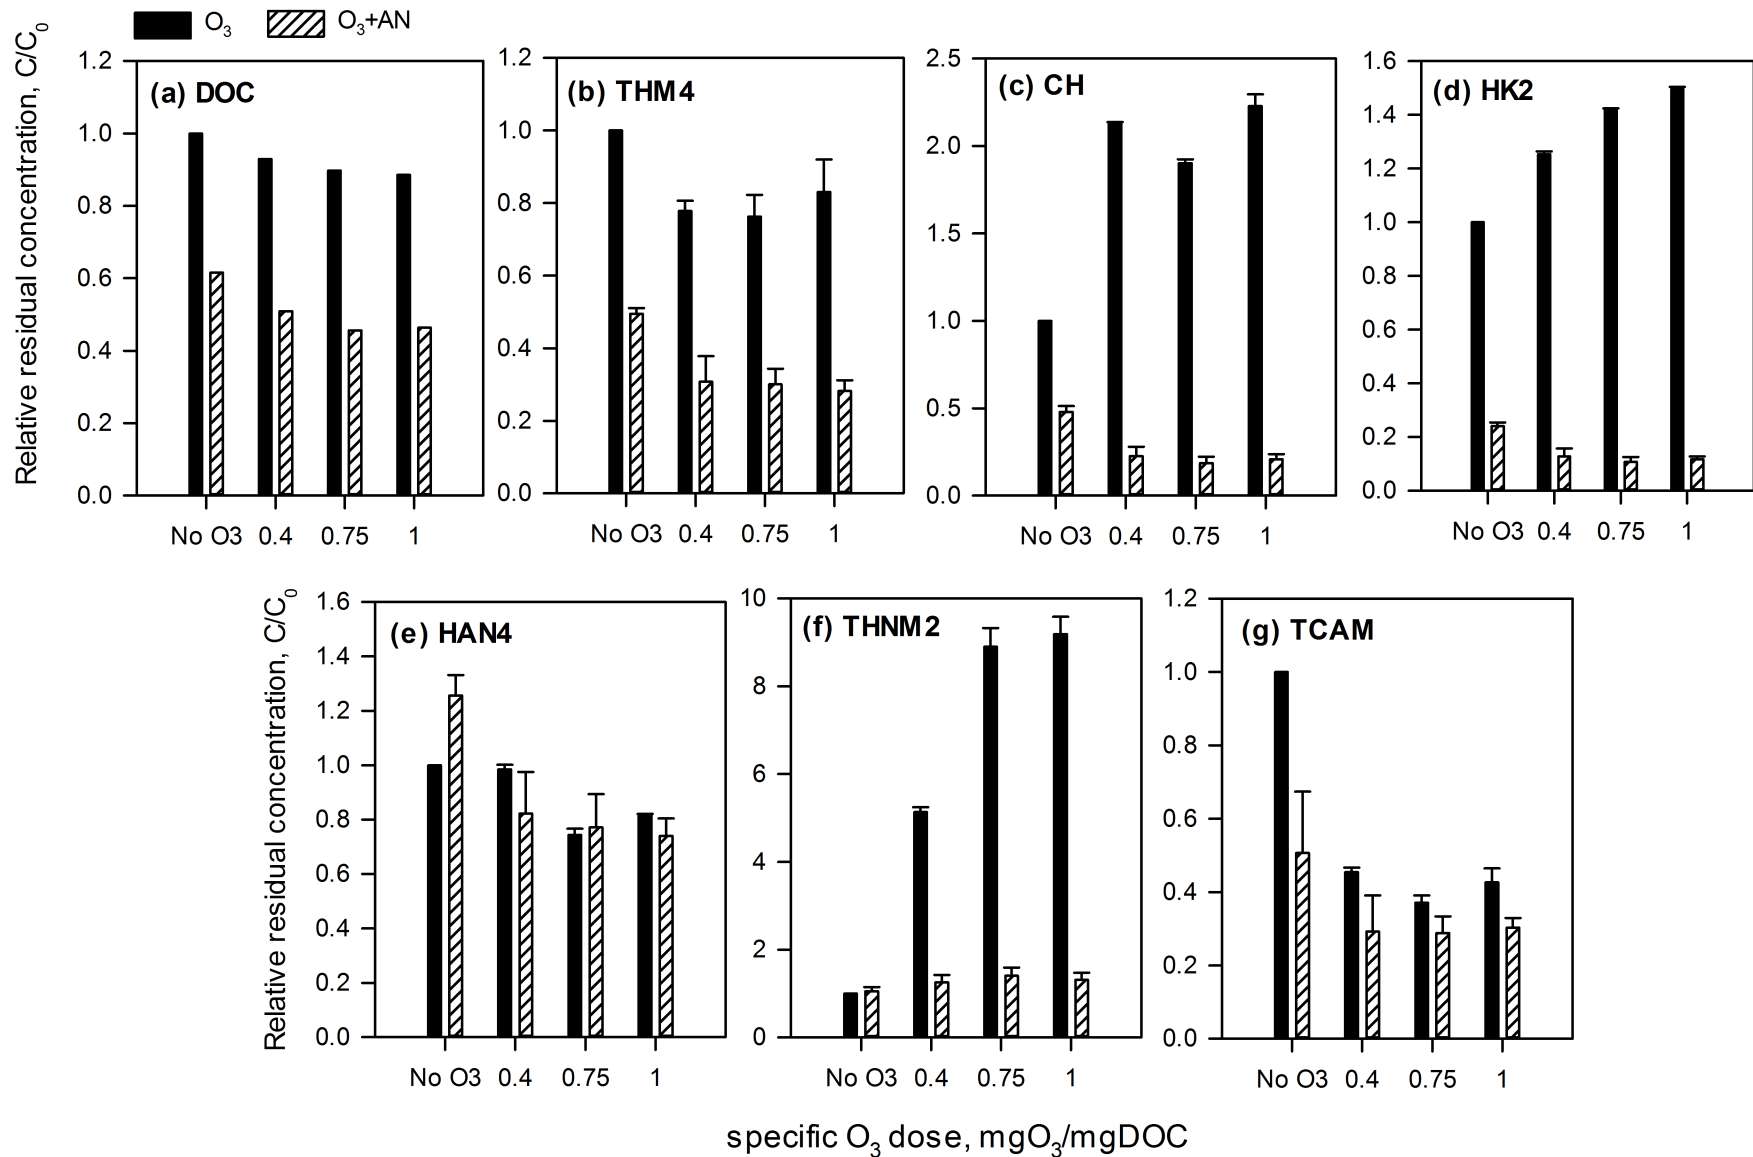 O3 O3+AN
Relative residual concentration, C/C0
(a) DOC
1.2
1.0
0.8
0.6
0.4
0.2
0.0
No O3 0.4 0.75 1
(b) THM4
1.2
1.0
0.8
0.6
0.4
0.2
0.0
No O3 0.4 0.75 1
(c) CH
2.5
2.0
1.5
1.0
0.5
0.0
No O3 0.4 0.75 1
(d) HK2
1.6
1.4
1.2
1.0
0.8
0.6
0.4
0.2
0.0
No O3 0.4 0.75 1
Relative residual concentration, C/C0
(e) HAN4
1.6
1.4
1.2
1.0
0.8
0.6
0.4
0.2
0.0
No O3 0.4 0.75 1
(f) THNM2
10
8
6
4
2
0
No O3 0.4 0.75 1
(g) TCAM
1.2
1.0
0.8
0.6
0.4
0.2
0.0
No O3 0.4 0.75 1
specific O3 dose, mgO3/mgDOC